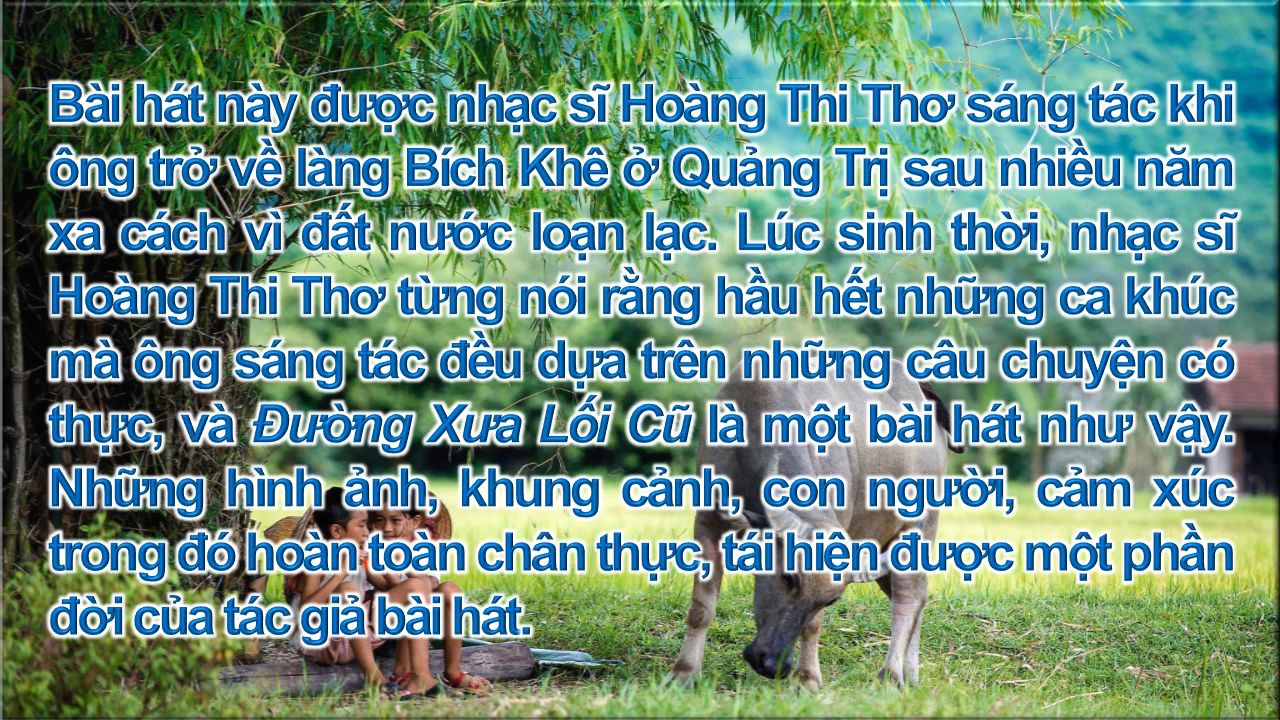 Bài hát này được nhạc sĩ Hoàng Thi Thơ sáng tác khi
ông trở về làng Bích Khê ở Quảng Trị sau nhiều năm
xa cách vì đất nước loạn lạc. Lúc sinh thời, nhạc sĩ
Hoàng Thi Thơ từng nói rằng hầu hết những ca khúc
mà ông sáng tác đều dựa trên những câu chuyện có
thực, và Đường Xưa Lối Cũ là một bài hát như vậy.
Những hình ảnh, khung cảnh, con người, cảm xúc
trong đó hoàn toàn chân thực, tái hiện được một phần
đời của tác giả bài hát.